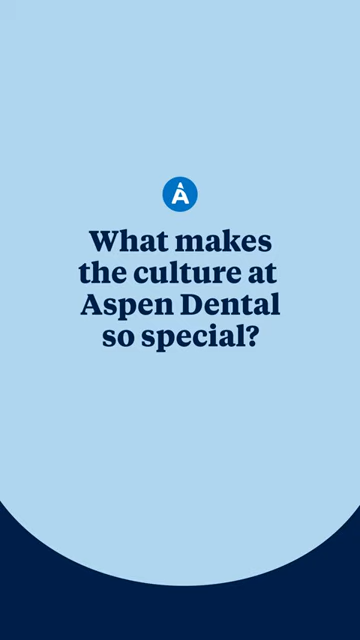 What makes
the culture at
Aspen Dental
so special?